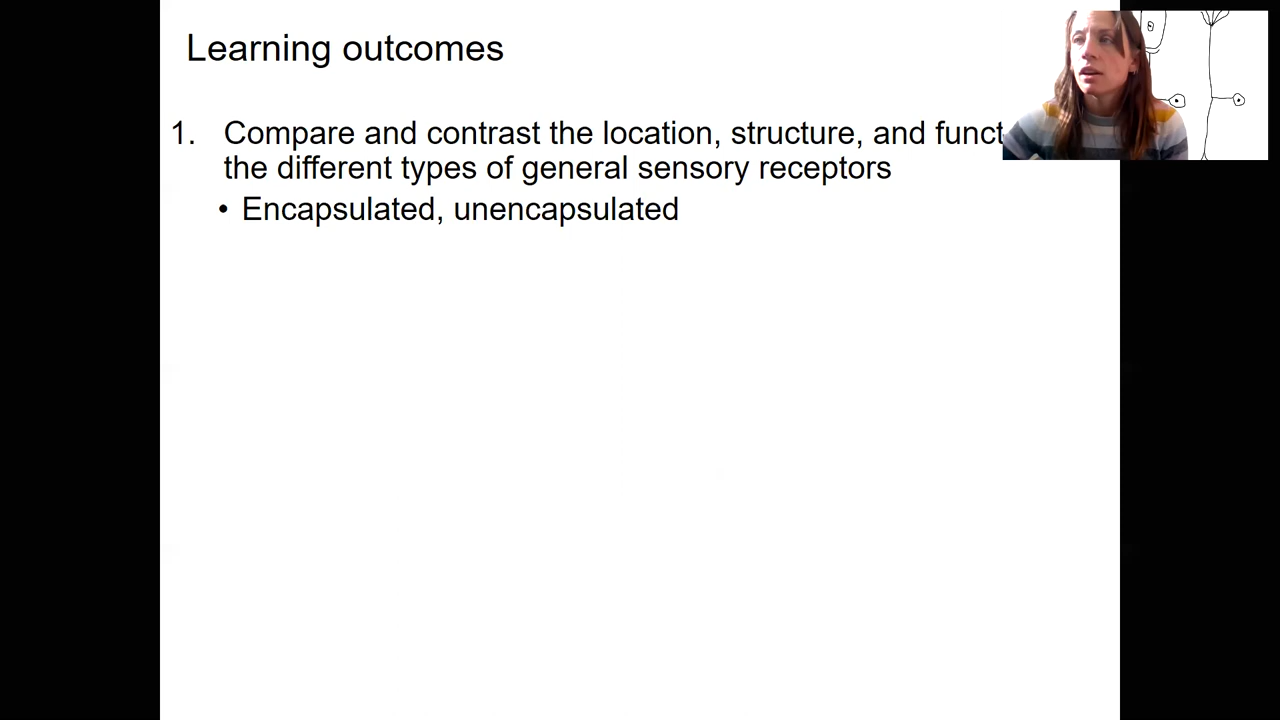 Learning outcomes
1. Compare and contrast the location, structure, and funct
the different types of general sensory receptors
• Encapsulated, unencapsulated